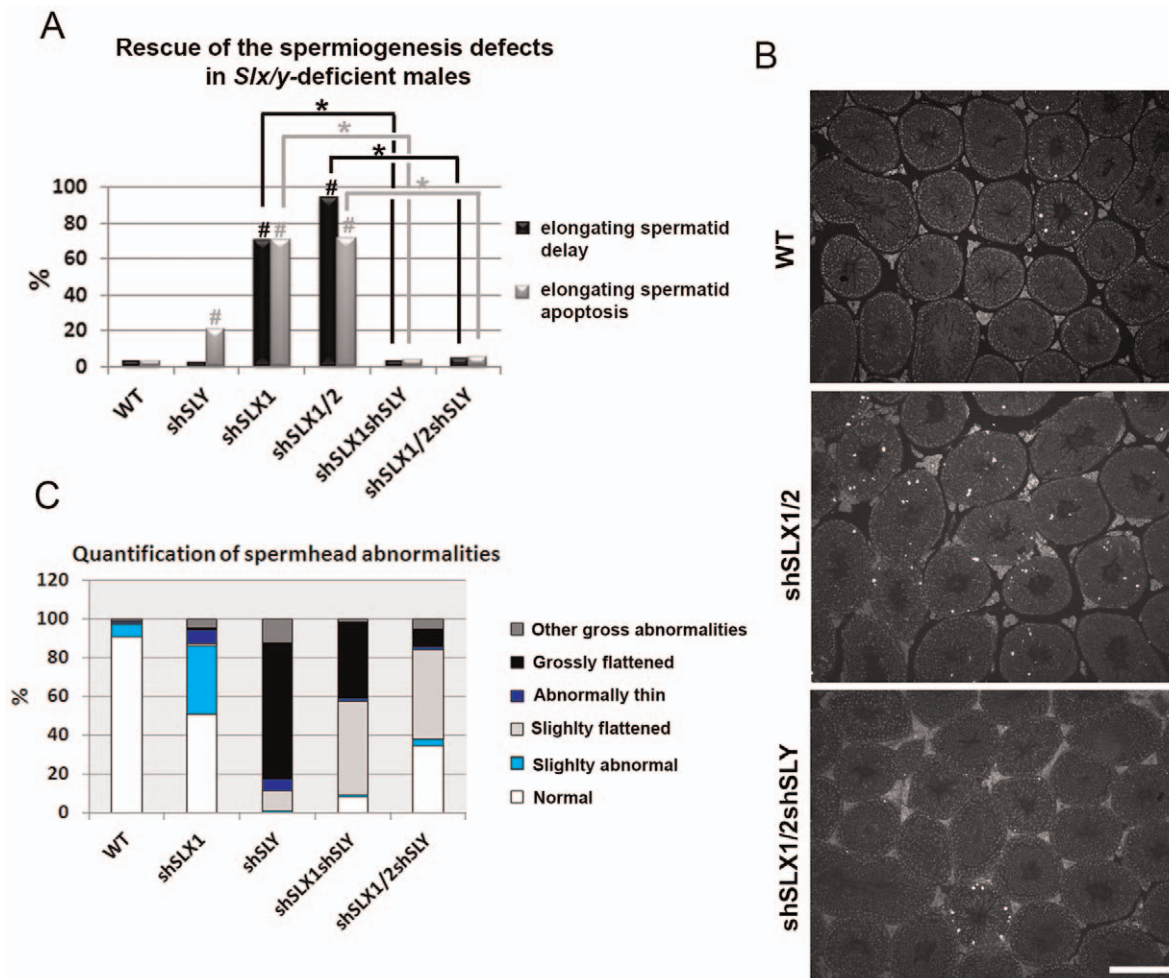 A
Rescue of the spermiogenesis defects
in Slx/y-deficient males
*
*
*
*
#
#
#
#
#
100
80
60
40
20
0
%
WT
shSLY
shSLX1
shSLX1/2
shSLX1shSLY
shSLX1/2shSLY
elongating spermatid
delay
elongating spermatid
apoptosis
B
WT
shSLX1/2
shSLX1/2shSLY
C
Quantification of spermhead abnormalities
120
100
80
60
40
20
0
%
WT
shSLX1
shSLY
shSLX1shSLY
shSLX1/2shSLY
Other gross abnormalities
Grossly flattened
Abnormally thin
Slighlty flattened
Slighlty abnormal
Normal